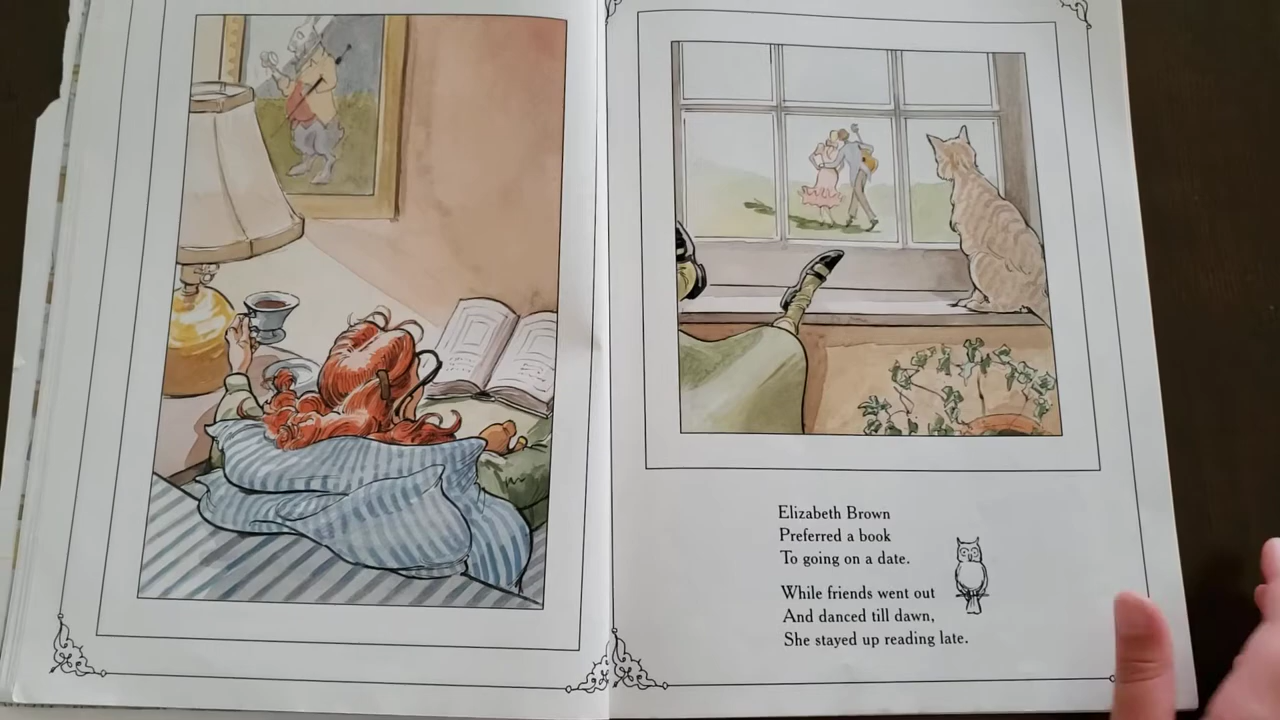 Elizabeth Brown
Preferred a book
To going on a date.
While friends went out
And danced till dawn,
She stayed up reading late.